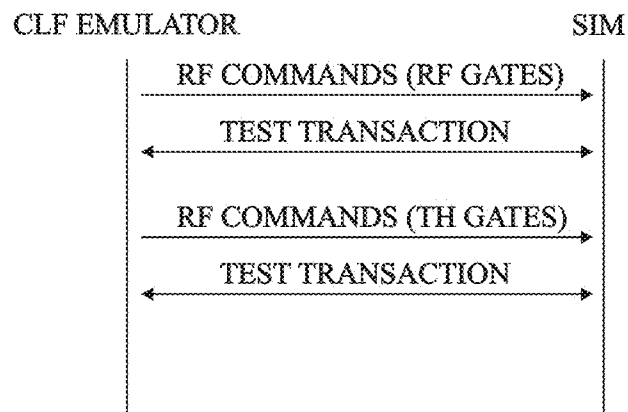 CLF EMULATOR SIM
RF COMMANDS (RF GATES)
TEST TRANSACTION
RF COMMANDS (TH GATES)
TEST TRANSACTION